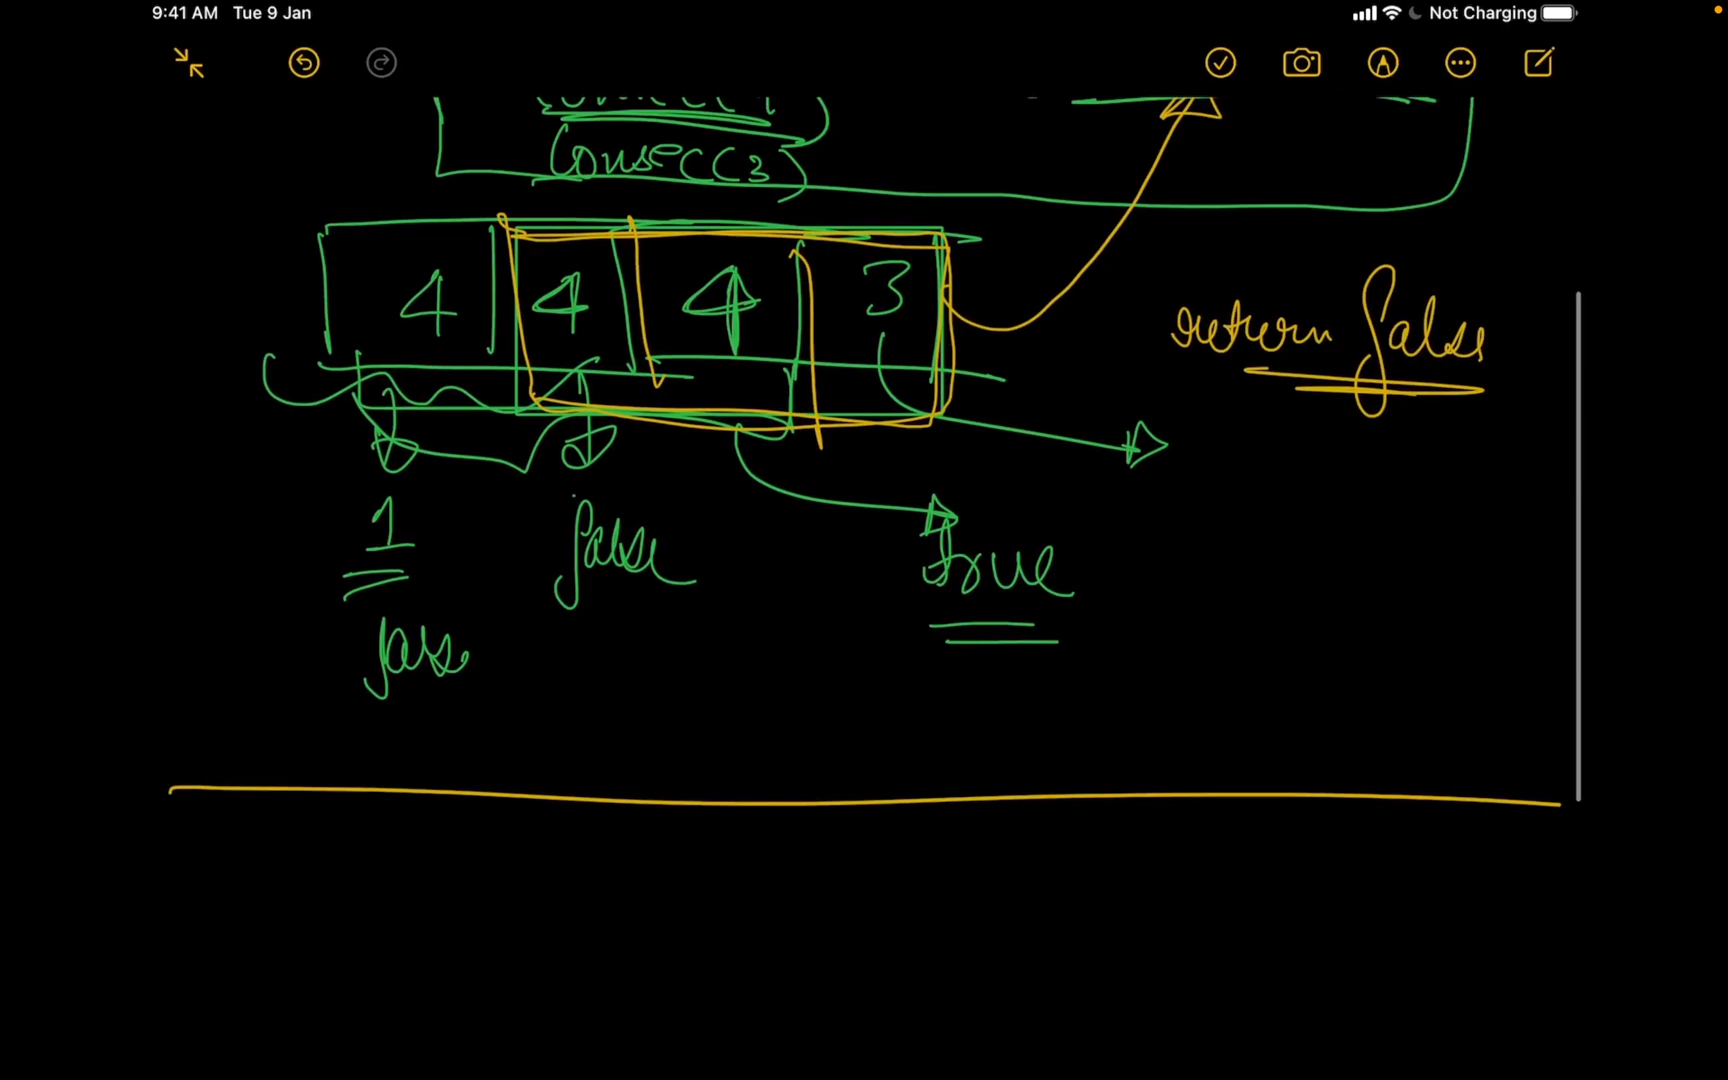 9:41 AM Tue 9 Jan
Not Charging
Consec(3)
4 4 4 3
return false
1
false
true
false